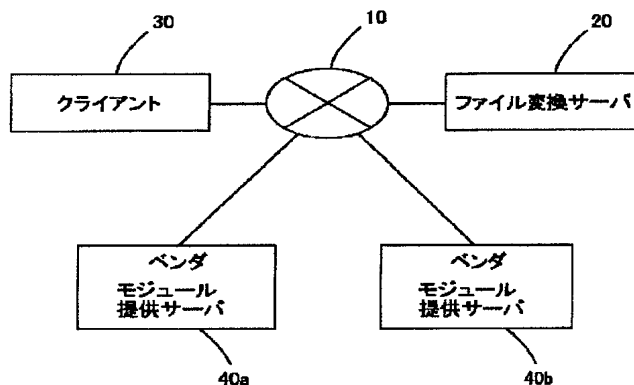 30
10
20
クライアント
ファイル変換サーバ
ベンダ
モジュール
提供サーバ
ベンダ
モジュール
提供サーバ
40a
40b